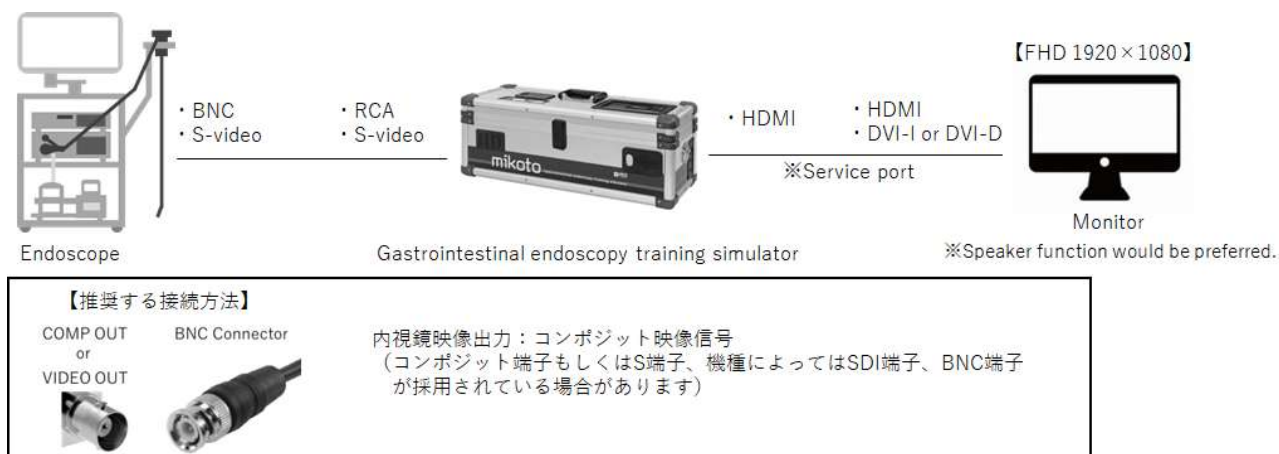 【FHD 1920×1080】
・BNC
・S-video
・RCA
・S-video
・HDMI
・HDMI
・DVI-I or DVI-D
※Service port
mikoto
Endoscope
Gastrointestinal endoscopy training simulator
Monitor
※Speaker function would be preferred.
【推奨する接続方法】
COMP OUT
or
VIDEO OUT
BNC Connector
内視鏡映像出力：コンポジット映像信号
（コンポジット端子もしくはS端子、機種によってはSDI端子、BNC端子
が採用されている場合があります）